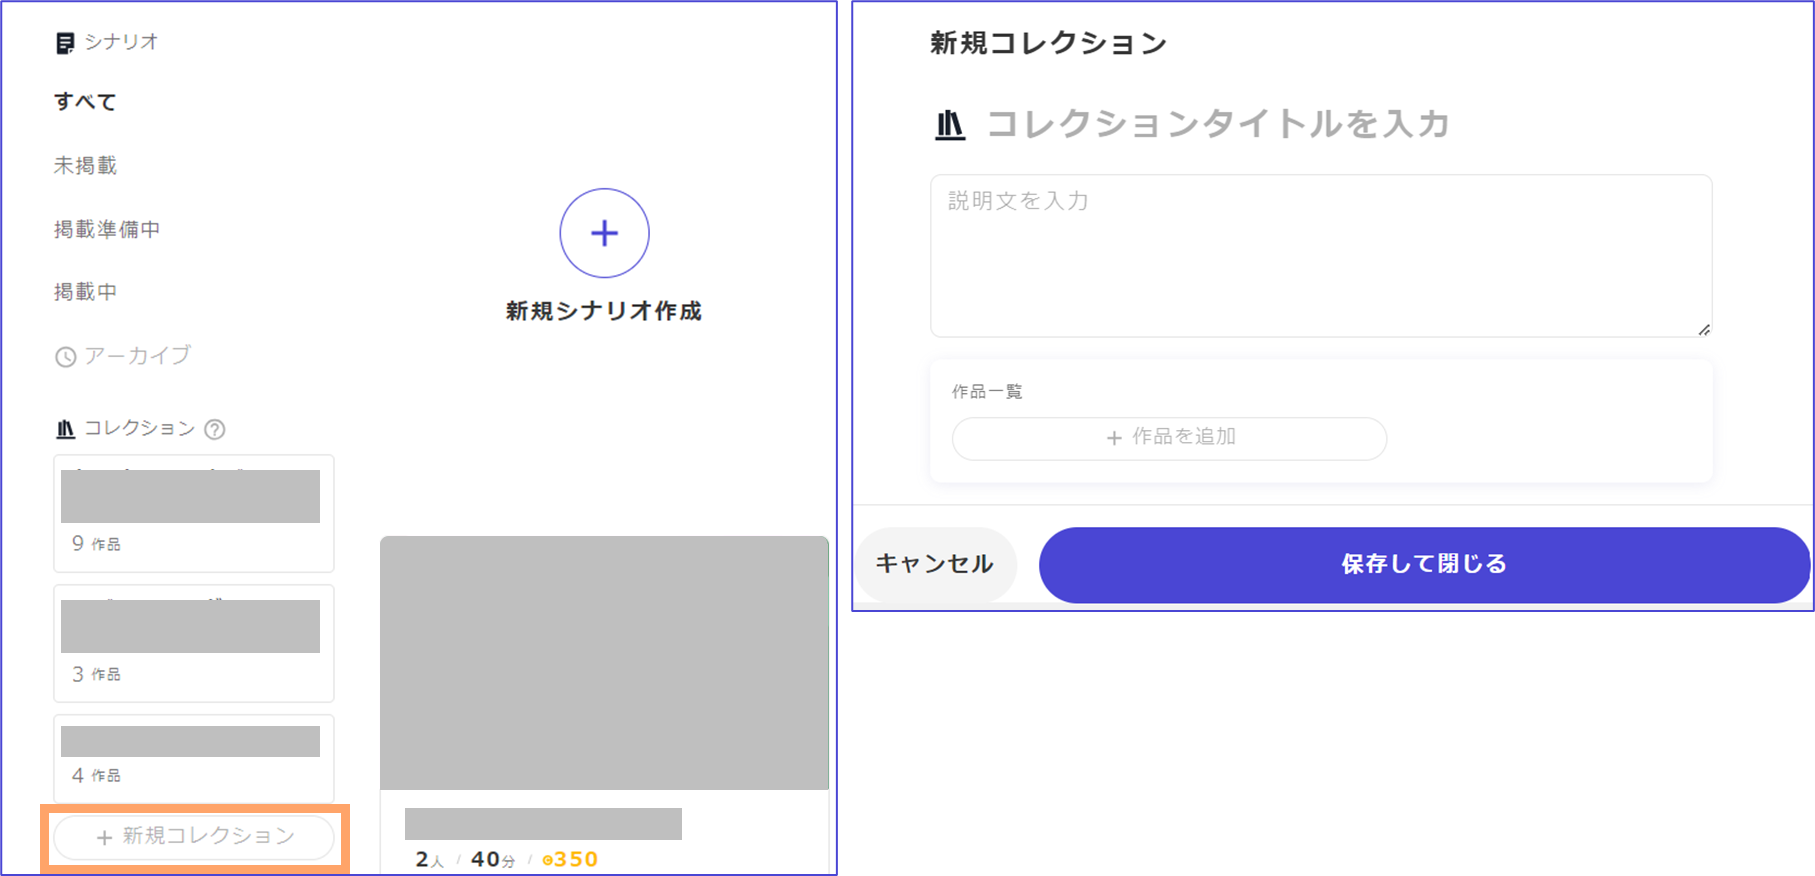 シナリオ
すべて
未掲載
掲載準備中
掲載中
アーカイブ
コレクション
9 作品
3 作品
4 作品
+ 新規コレクション
+
新規シナリオ作成
2人 / 40分 / 350
新規コレクション
コレクションタイトルを入力
説明文を入力
作品一覧
+ 作品を追加
キャンセル
保存して閉じる